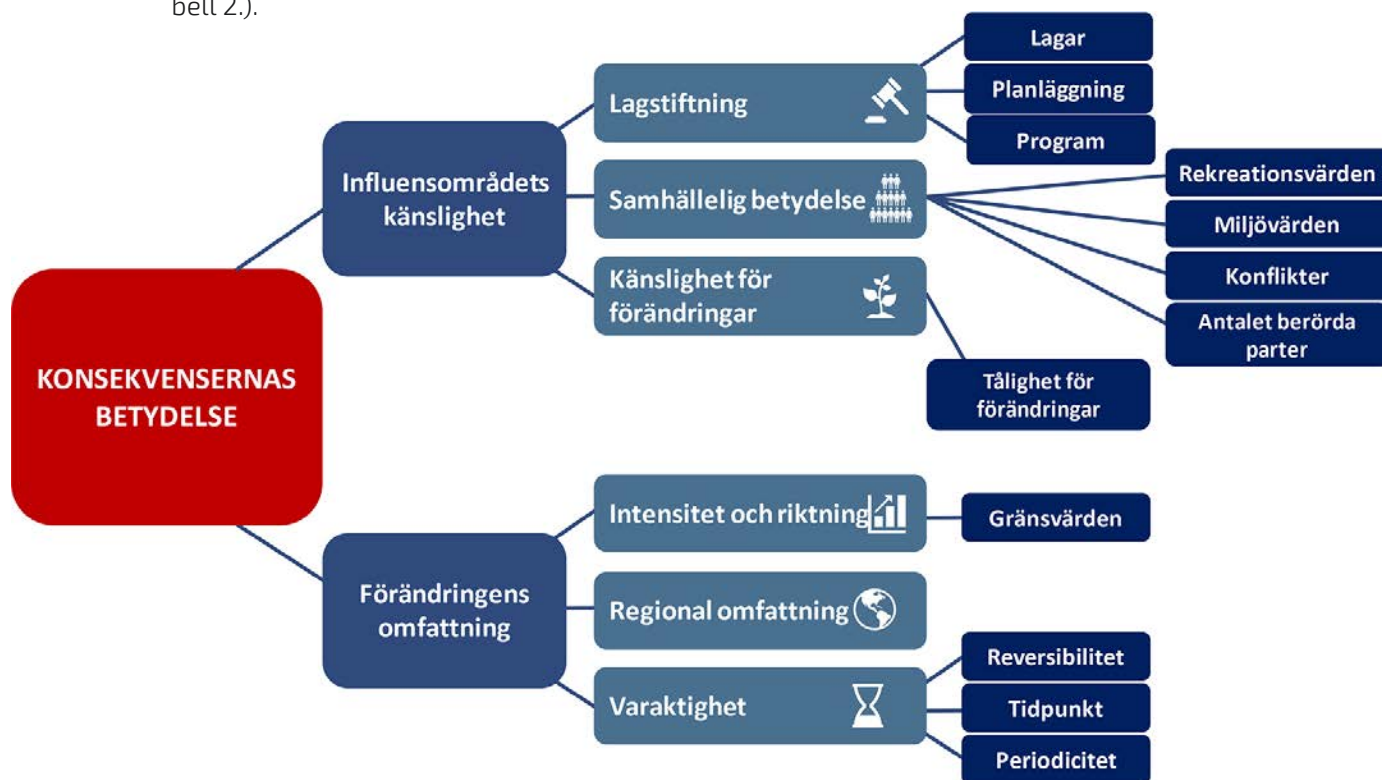 bell 2.).
KONSEKVENSERNAS
BETYDELSE
Influensområdets
känslighet
Lagstiftning
Lagar
Planläggning
Program
Samhällelig betydelse
Rekreationsvärden
Miljövärden
Konflikter
Antalet berörda
parter
Känslighet för
förändringar
Tålighet för
förändringar
Förändringens
omfattning
Intensitet och riktning
Gränsvärden
Regional omfattning
Varaktighet
Reversibilitet
Tidpunkt
Periodicitet